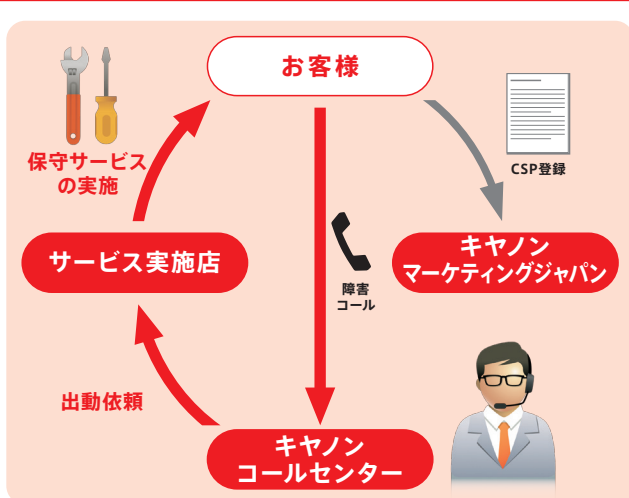 お客様
保守サービス
の実施
CSP登録
サービス実施店
キヤノン
マーケティングジャパン
障害
コール
出動依頼
キヤノン
コールセンター